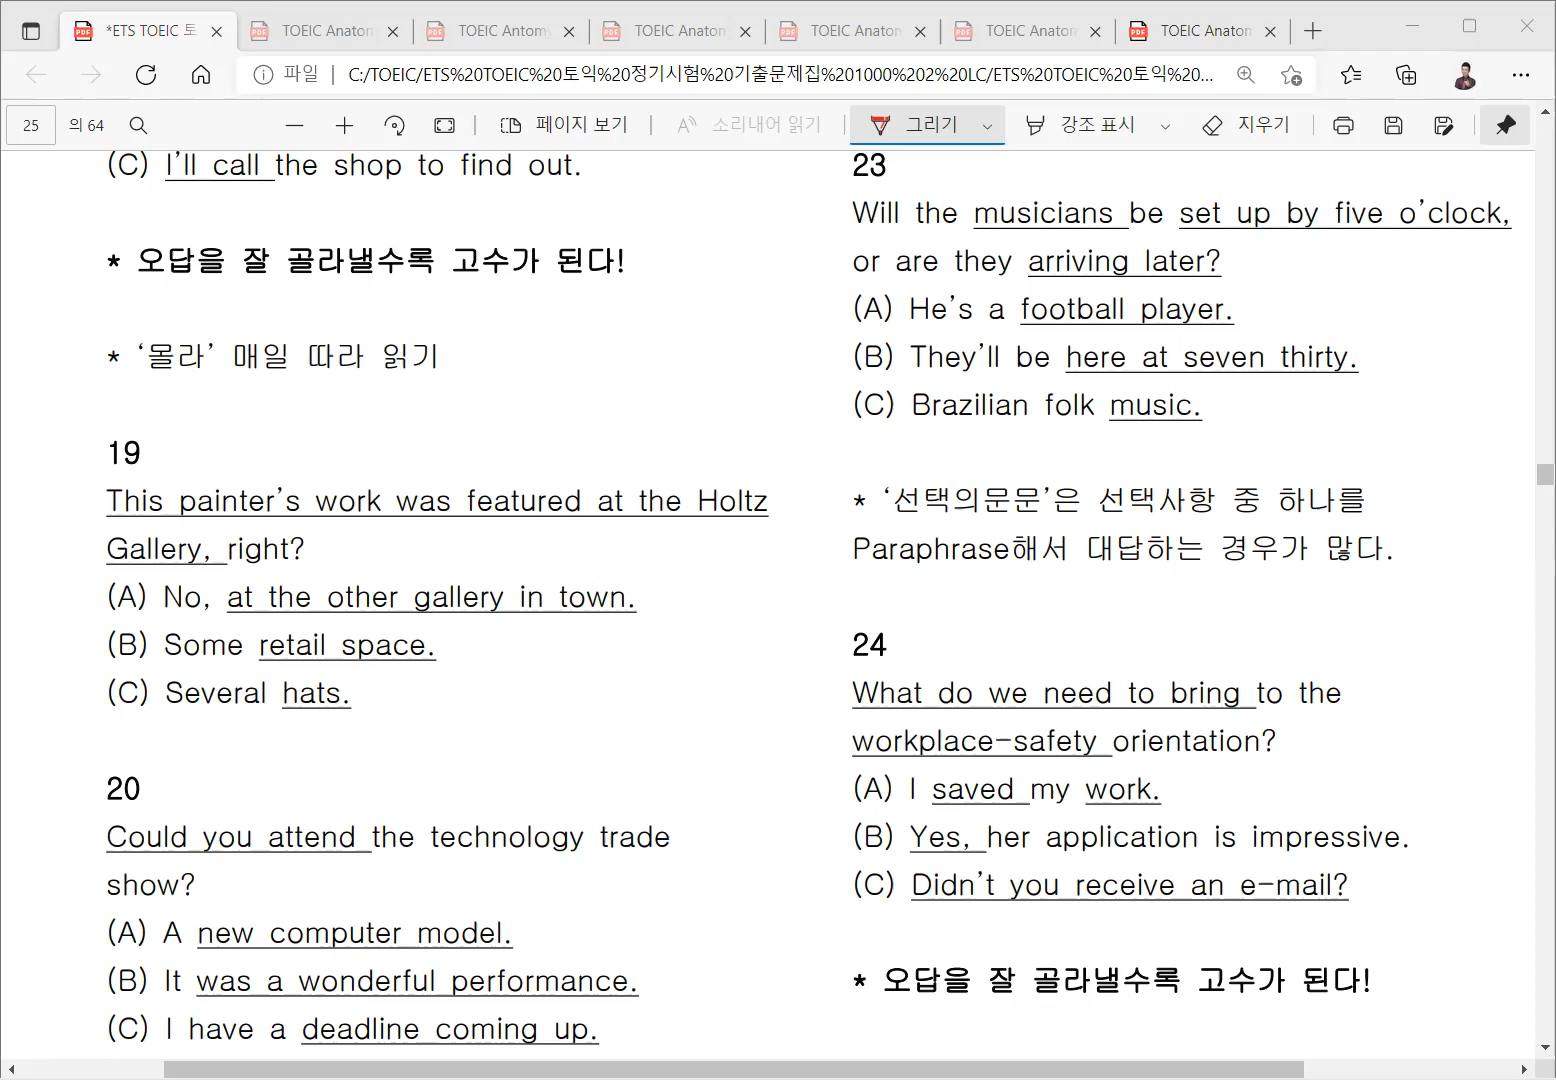 *ETS TOEIC 토
TOEIC Anaton
TOEIC Antom
TOEIC Anaton
TOEIC Anaton
TOEIC Anaton
TOEIC Anaton
파일
C:/TOEIC/ETS%20TOEIC%20토익%20정기시험%20기출문제집%201000%202%20LC/ETS%20TOEIC%20토익%20...
25
의 64
페이지 보기
소리내어 읽기
그리기
강조 표시
지우기
(C) I'll call the shop to find out.
* 오답을 잘 골라낼수록 고수가 된다!
* ‘몰라’ 매일 따라 읽기
19
This painter's work was featured at the Holtz
Gallery, right?
(A) No, at the other gallery in town.
(B) Some retail space.
(C) Several hats.
20
Could you attend the technology trade
show?
(A) A new computer model.
(B) It was a wonderful performance.
(C) I have a deadline coming up.
23
Will the musicians be set up by five o'clock,
or are they arriving later?
(A) He's a football player.
(B) They'll be here at seven thirty.
(C) Brazilian folk music.
* ‘선택의문문’은 선택사항 중 하나를
Paraphrase해서 대답하는 경우가 많다.
24
What do we need to bring to the
workplace-safety orientation?
(A) I saved my work.
(B) Yes, her application is impressive.
(C) Didn't you receive an e-mail?
* 오답을 잘 골라낼수록 고수가 된다!